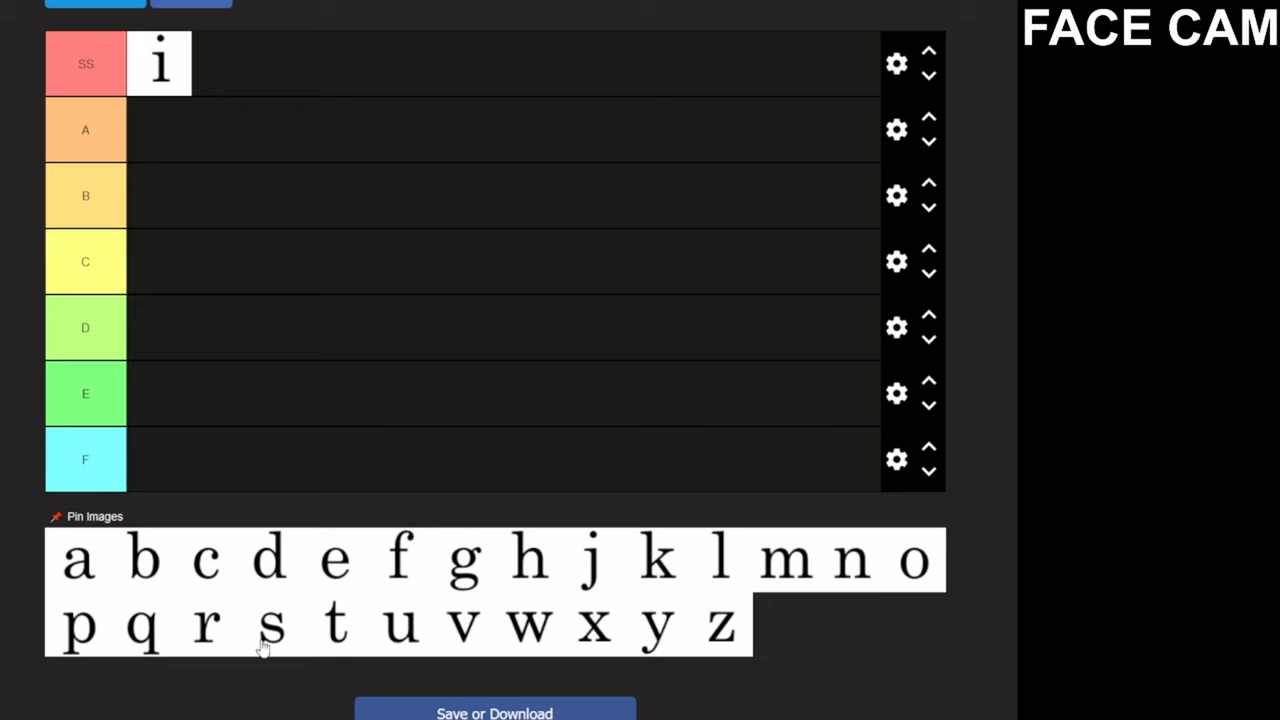 FACE CAM
SS i
A
B
C
D
E
F
Pin Images
a b c d e f g h j k l m n o
p q r s t u v w x y z
Save or Download